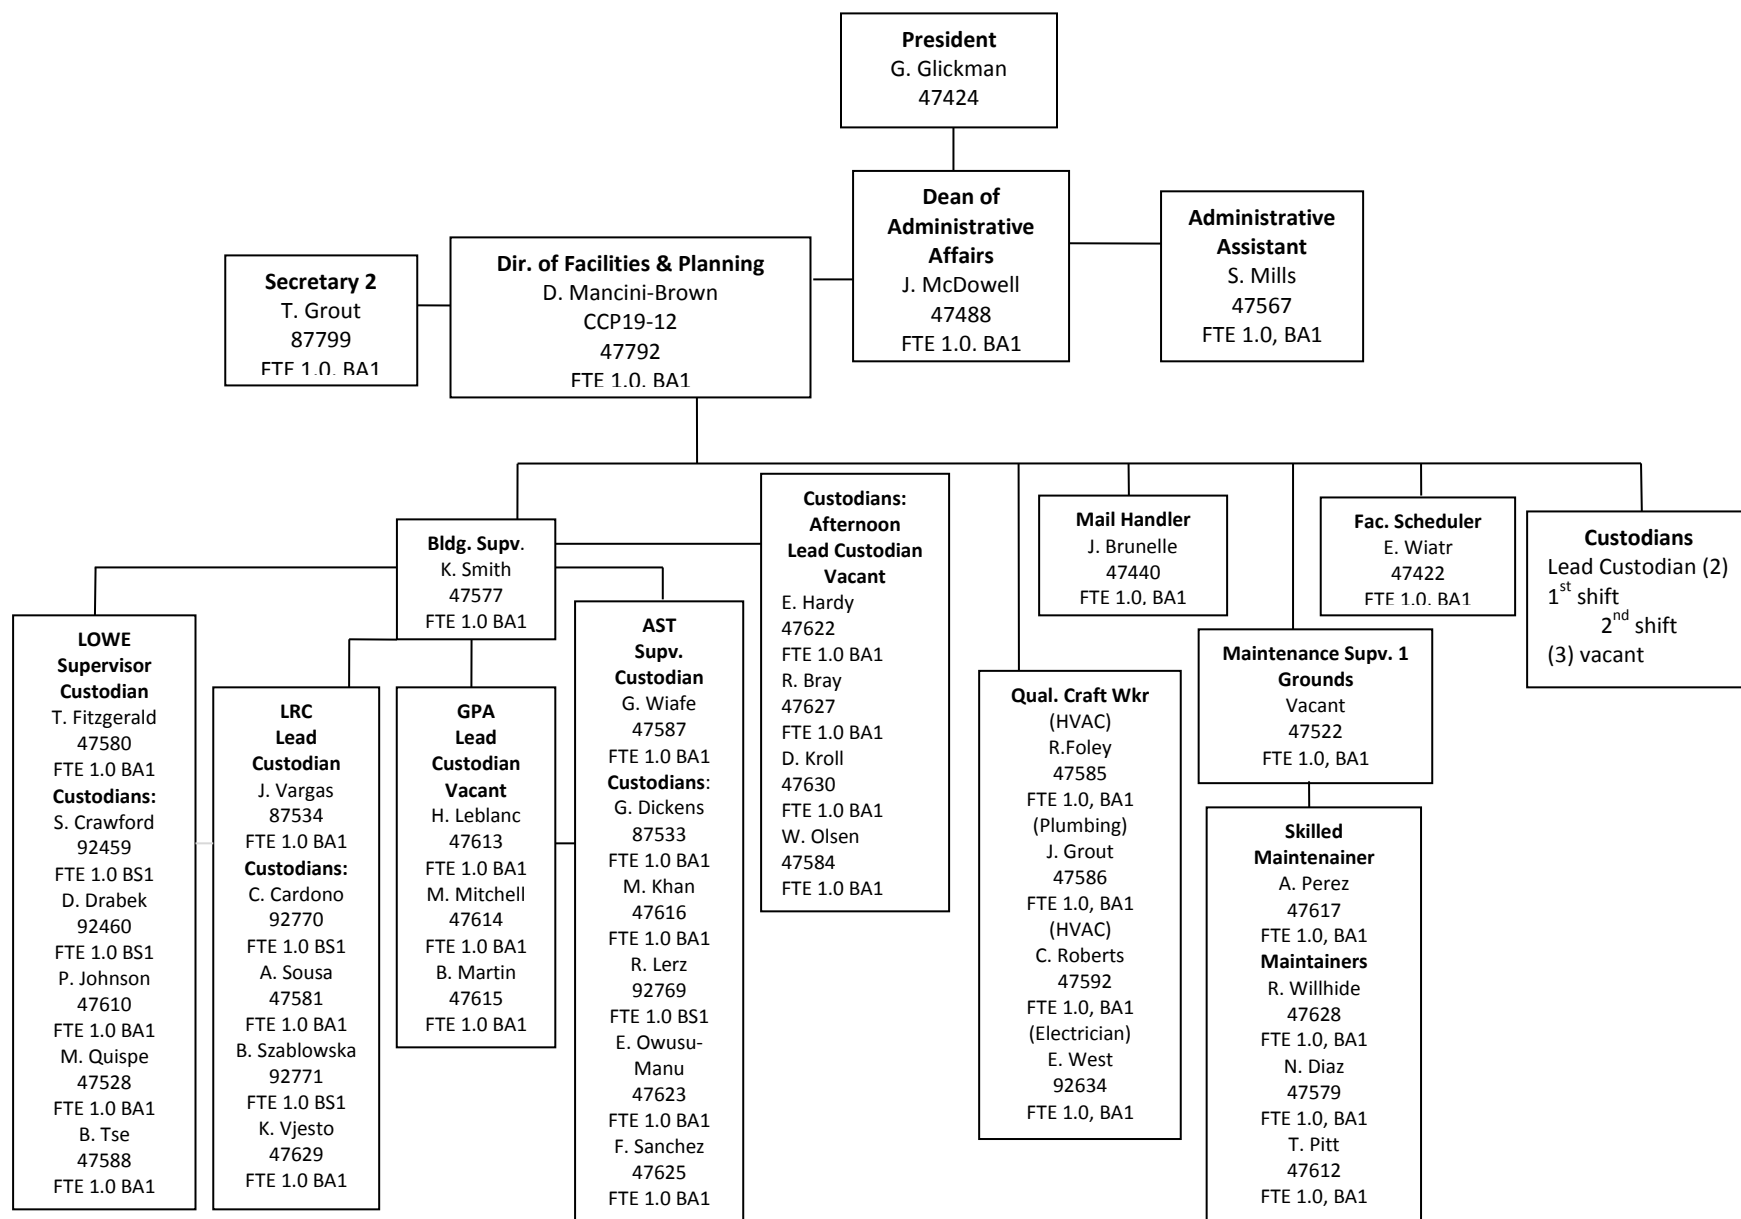 President
G. Glickman
47424
Dean of
Administrative
Affairs
J. McDowell
47488
FTE 1.0. BA1
Administrative
Assistant
S. Mills
47567
FTE 1.0, BA1
Dir. of Facilities & Planning
D. Mancini-Brown
CCP19-12
47792
FTE 1.0. BA1
Secretary 2
T. Grout
87799
FTE 1.0. BA1
Bldg. Supv.
K. Smith
47577
FTE 1.0 BA1
LOWE
Supervisor
Custodian
T. Fitzgerald
47580
FTE 1.0 BA1
Custodians:
S. Crawford
92459
FTE 1.0 BS1
D. Drabek
92460
FTE 1.0 BS1
P. Johnson
47610
FTE 1.0 BA1
M. Quispe
47528
FTE 1.0 BA1
B. Tse
47588
FTE 1.0 BA1
LRC
Lead
Custodian
J. Vargas
87534
FTE 1.0 BA1
Custodians:
C. Cardono
92770
FTE 1.0 BS1
A. Sousa
47581
FTE 1.0 BA1
B. Szablowska
92771
FTE 1.0 BS1
K. Vjesto
47629
FTE 1.0 BA1
GPA
Lead
Custodian
Vacant
H. Leblanc
47613
FTE 1.0 BA1
M. Mitchell
47614
FTE 1.0 BA1
B. Martin
47615
FTE 1.0 BA1
AST
Supv.
Custodian
G. Wiafe
47587
FTE 1.0 BA1
Custodians:
G. Dickens
87533
FTE 1.0 BA1
M. Khan
47616
FTE 1.0 BA1
R. Lerz
92769
FTE 1.0 BS1
E. Owusu-
Manu
47623
FTE 1.0 BA1
F. Sanchez
47625
FTE 1.0 BA1
Custodians:
Afternoon
Lead Custodian
Vacant
E. Hardy
47622
FTE 1.0 BA1
R. Bray
47627
FTE 1.0 BA1
D. Kroll
47630
FTE 1.0 BA1
W. Olsen
47584
FTE 1.0 BA1
Qual. Craft Wkr
(HVAC)
R.Foley
47585
FTE 1.0, BA1
(Plumbing)
J. Grout
47586
FTE 1.0, BA1
(HVAC)
C. Roberts
47592
FTE 1.0, BA1
(Electrician)
E. West
92634
FTE 1.0, BA1
Mail Handler
J. Brunelle
47440
FTE 1.0, BA1
Maintenance Supv. 1
Grounds
Vacant
47522
FTE 1.0, BA1
Skilled
Maintenainer
A. Perez
47617
FTE 1.0, BA1
Maintainers
R. Willhide
47628
FTE 1.0, BA1
N. Diaz
47579
FTE 1.0, BA1
T. Pitt
47612
FTE 1.0, BA1
Fac. Scheduler
E. Wiatr
47422
FTE 1.0. BA1
Custodians
Lead Custodian (2)
1st shift
2nd shift
(3) vacant